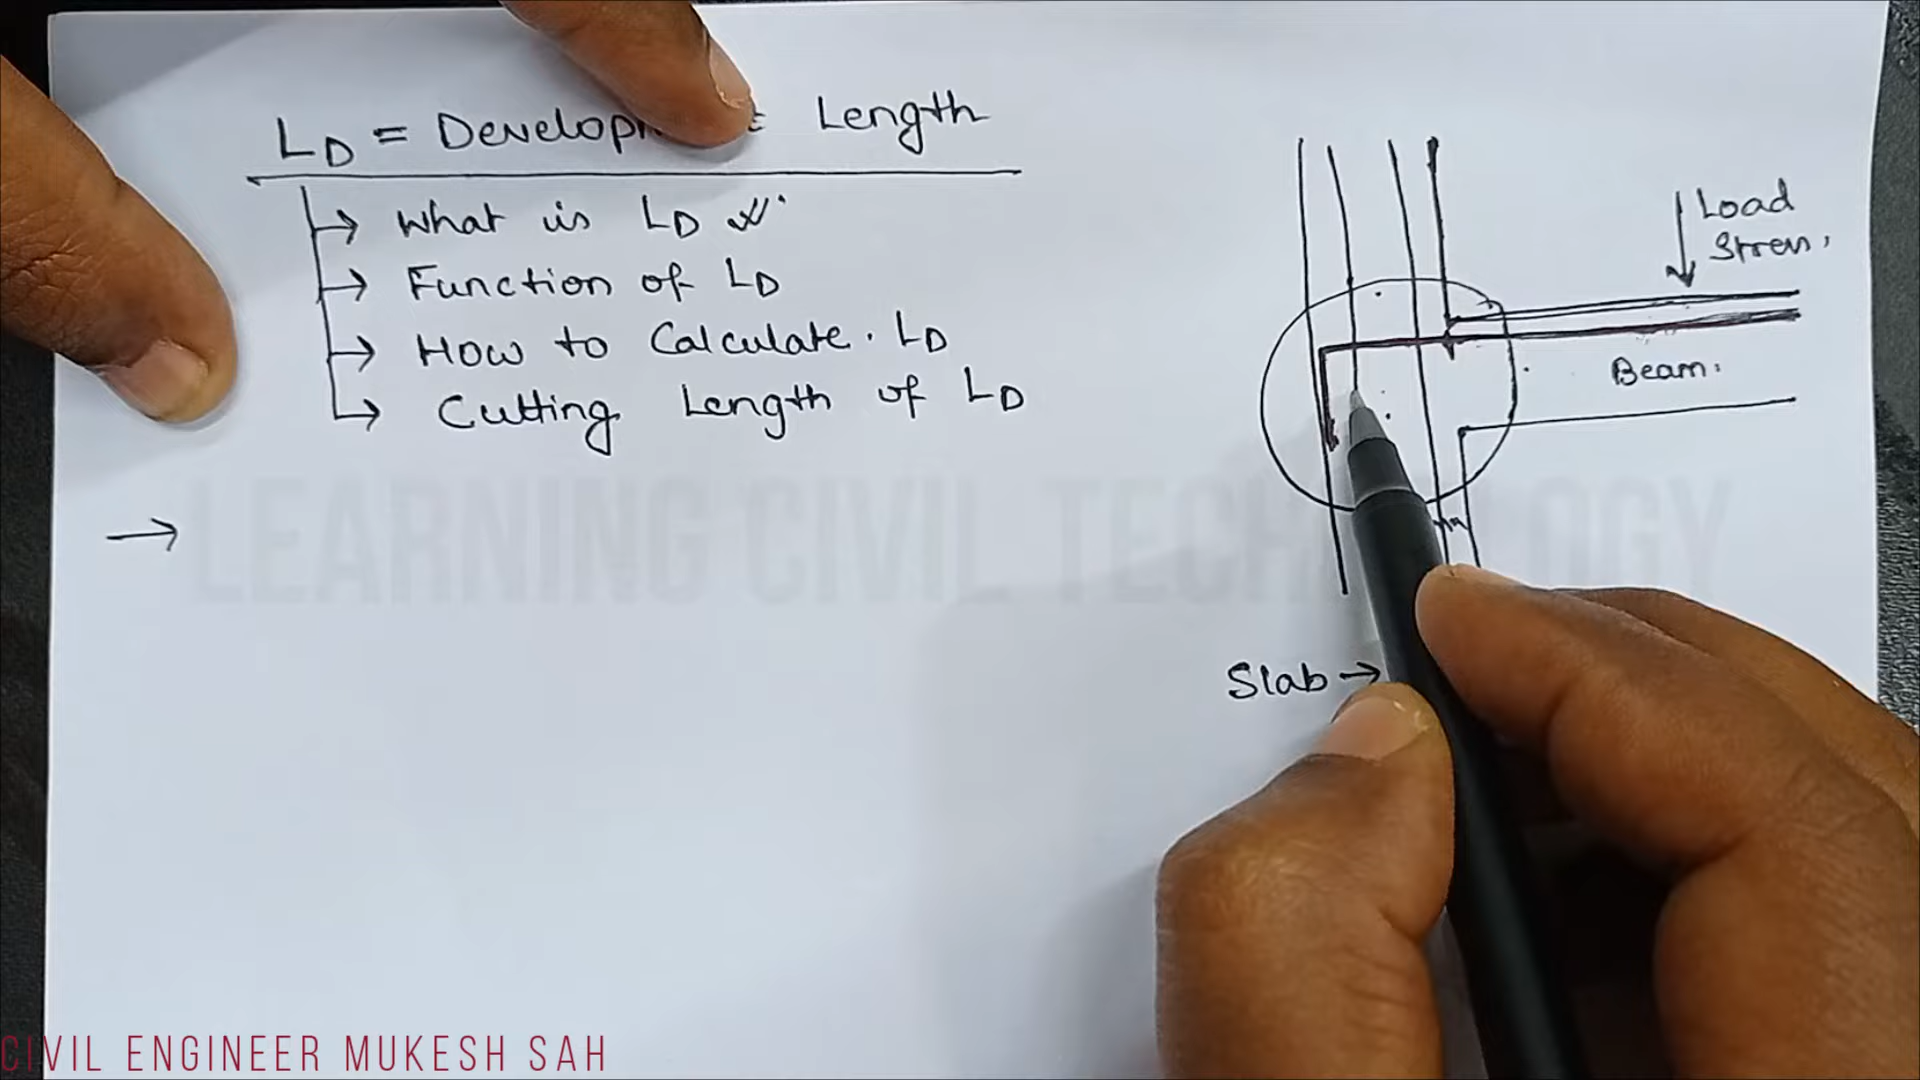 LD = Develop Length
→ What is LD
→ Function of LD
→ How to Calculate. LD
→ Cutting Length of LD
→
Load
Stress,
Beam.
Slab →
LEARNING CIVIL TECHNOLOGY
CIVIL ENGINEER MUKESH SAH